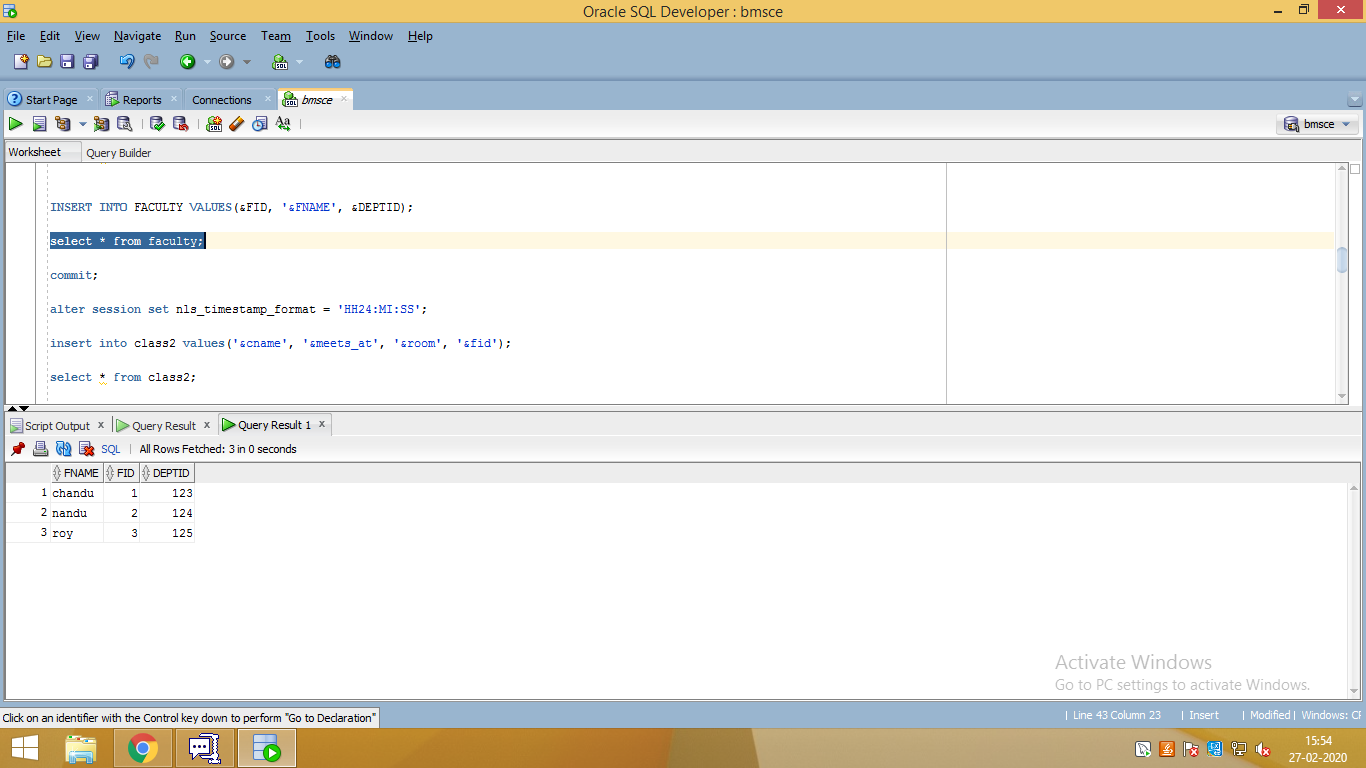 Oracle SQL Developer : bmsce
File Edit View Navigate Run Source Team Tools Window Help
Start Page Reports Connections bmsce
bmsce
Worksheet Query Builder
INSERT INTO FACULTY VALUES(&FID, '&FNAME', &DEPTID);
select * from faculty;
commit;
alter session set nls_timestamp_format = 'HH24:MI:SS';
insert into class2 values('&cname', '&meets_at', '&room', '&fid');
select * from class2;
Script Output Query Result Query Result 1
SQL All Rows Fetched: 3 in 0 seconds
FNAME FID DEPTID
1 chandu 1 123
2 nandu 2 124
3 roy 3 125
Activate Windows
Go to PC settings to activate Windows.
Click on an identifier with the Control key down to perform "Go to Declaration"
Line 43 Column 23 Insert Modified Windows: CF
15:54
27-02-2020